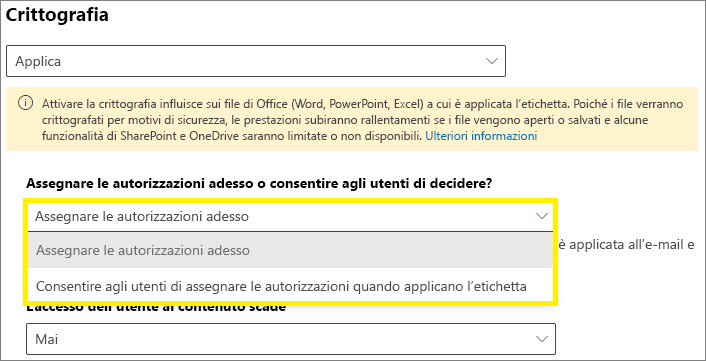 Crittografia
Applica
Attivare la crittografia influisce sui file di Office (Word, PowerPoint, Excel) a cui è applicata l'etichetta. Poiché i file verranno
crittografati per motivi di sicurezza, le prestazioni subiranno rallentamenti se i file vengono aperti o salvati e alcune
funzionalità di SharePoint e OneDrive saranno limitate o non disponibili. Ulteriori informazioni
Assegnare le autorizzazioni adesso o consentire agli utenti di decidere?
Assegnare le autorizzazioni adesso
Assegnare le autorizzazioni adesso
è applicata all'e-mail e
Consentire agli utenti di assegnare le autorizzazioni quando applicano l'etichetta
L'accesso dell'utente al contenuto scade
Mai